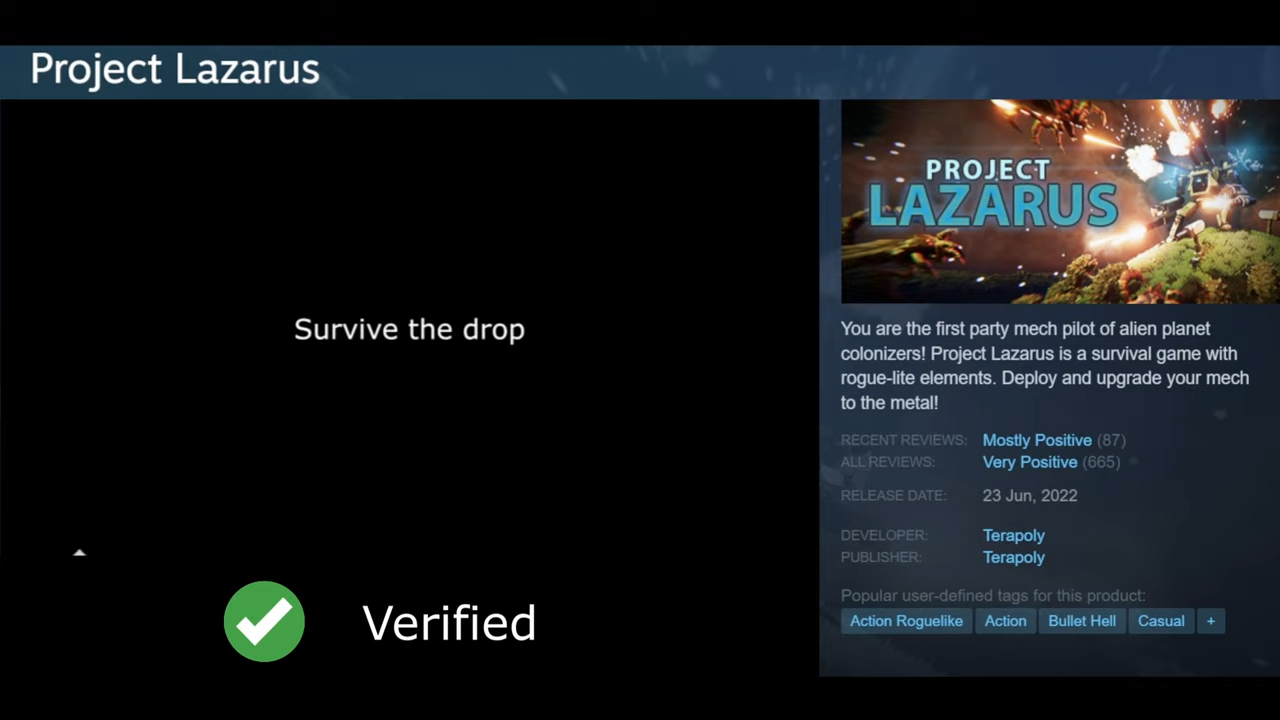 Project Lazarus
Survive the drop
Verified
PROJECT
LAZARUS
You are the first party mech pilot of alien planet
colonizers! Project Lazarus is a survival game with
rogue-lite elements. Deploy and upgrade your mech
to the metal!
RECENT REVIEWS: Mostly Positive (87)
ALL REVIEWS: Very Positive (665)
RELEASE DATE: 23 Jun, 2022
DEVELOPER: Terapoly
PUBLISHER: Terapoly
Popular user-defined tags for this product:
Action Roguelike Action Bullet Hell Casual +